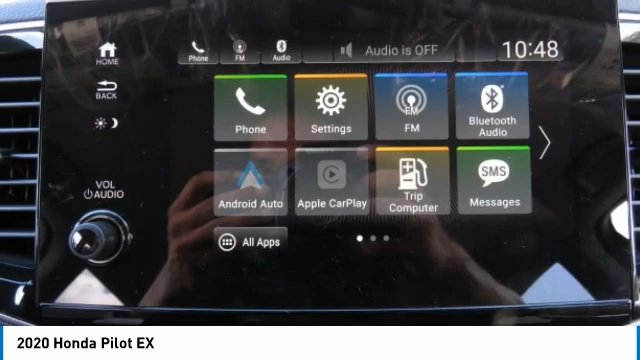 HOME
Phone FM Audio Audio is OFF 10:48
BACK
Phone Settings FM Bluetooth
Audio
VOL
AUDIO
Android Auto Apple CarPlay Trip
Computer SMS
Messages
All Apps
2020 Honda Pilot EX